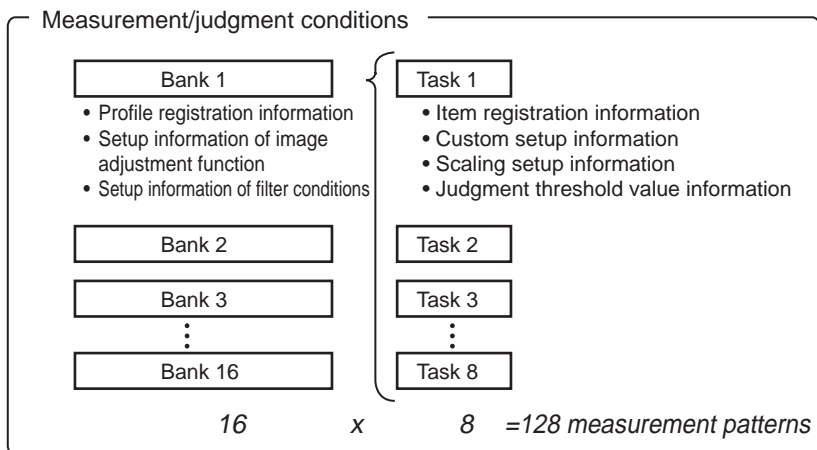 Measurement/judgment conditions
Bank 1
• Profile registration information
• Setup information of image
adjustment function
• Setup information of filter conditions
Task 1
• Item registration information
• Custom setup information
• Scaling setup information
• Judgment threshold value information
Bank 2
Task 2
Bank 3
Task 3
Bank 16
Task 8
16 x 8 =128 measurement patterns